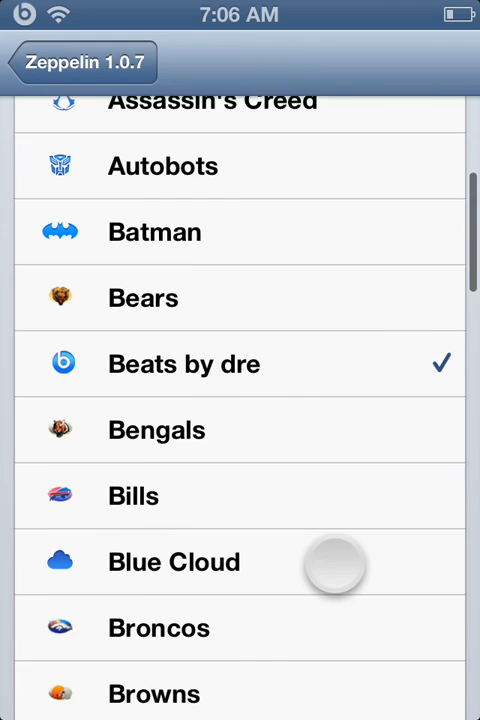 7:06 AM
Zeppelin 1.0.7
Assassin's Creed
Autobots
Batman
Bears
Beats by dre
Bengals
Bills
Blue Cloud
Broncos
Browns